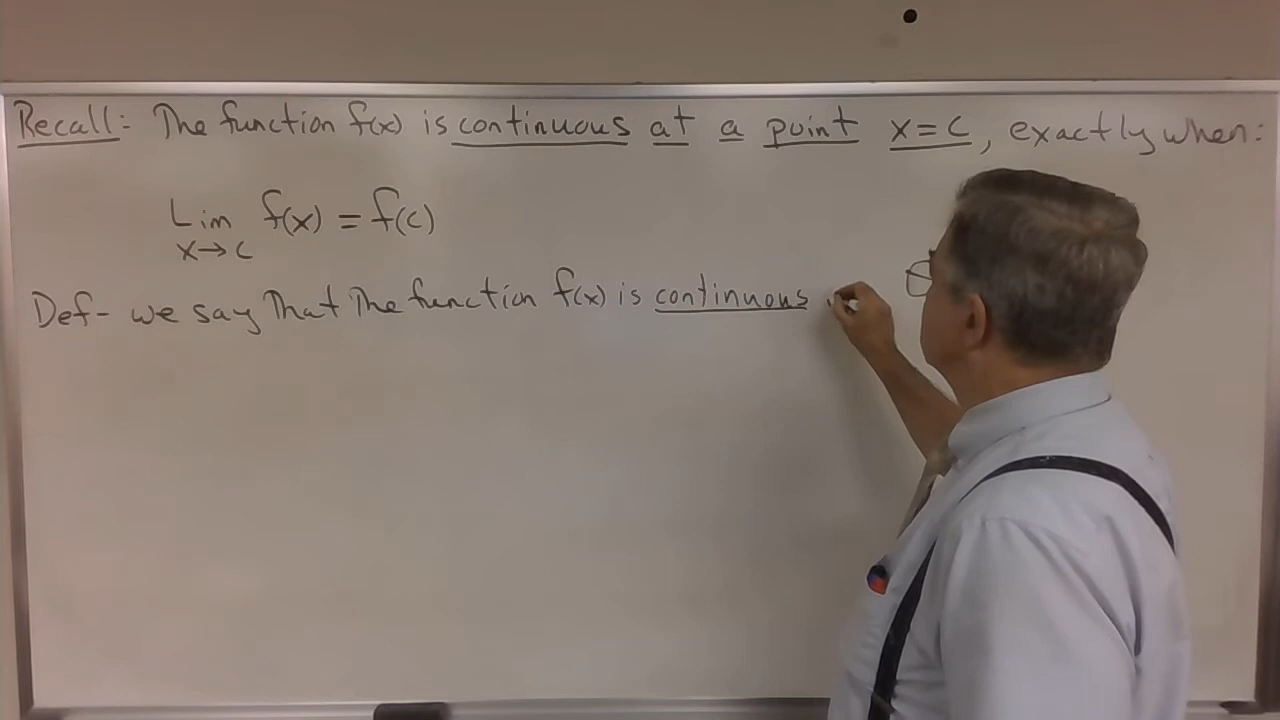 Recall: The function f(x) is continuous at a point x=c, exactly when:
Lim f(x) = f(c)
x→c
Def- we say that the function f(x) is continuous